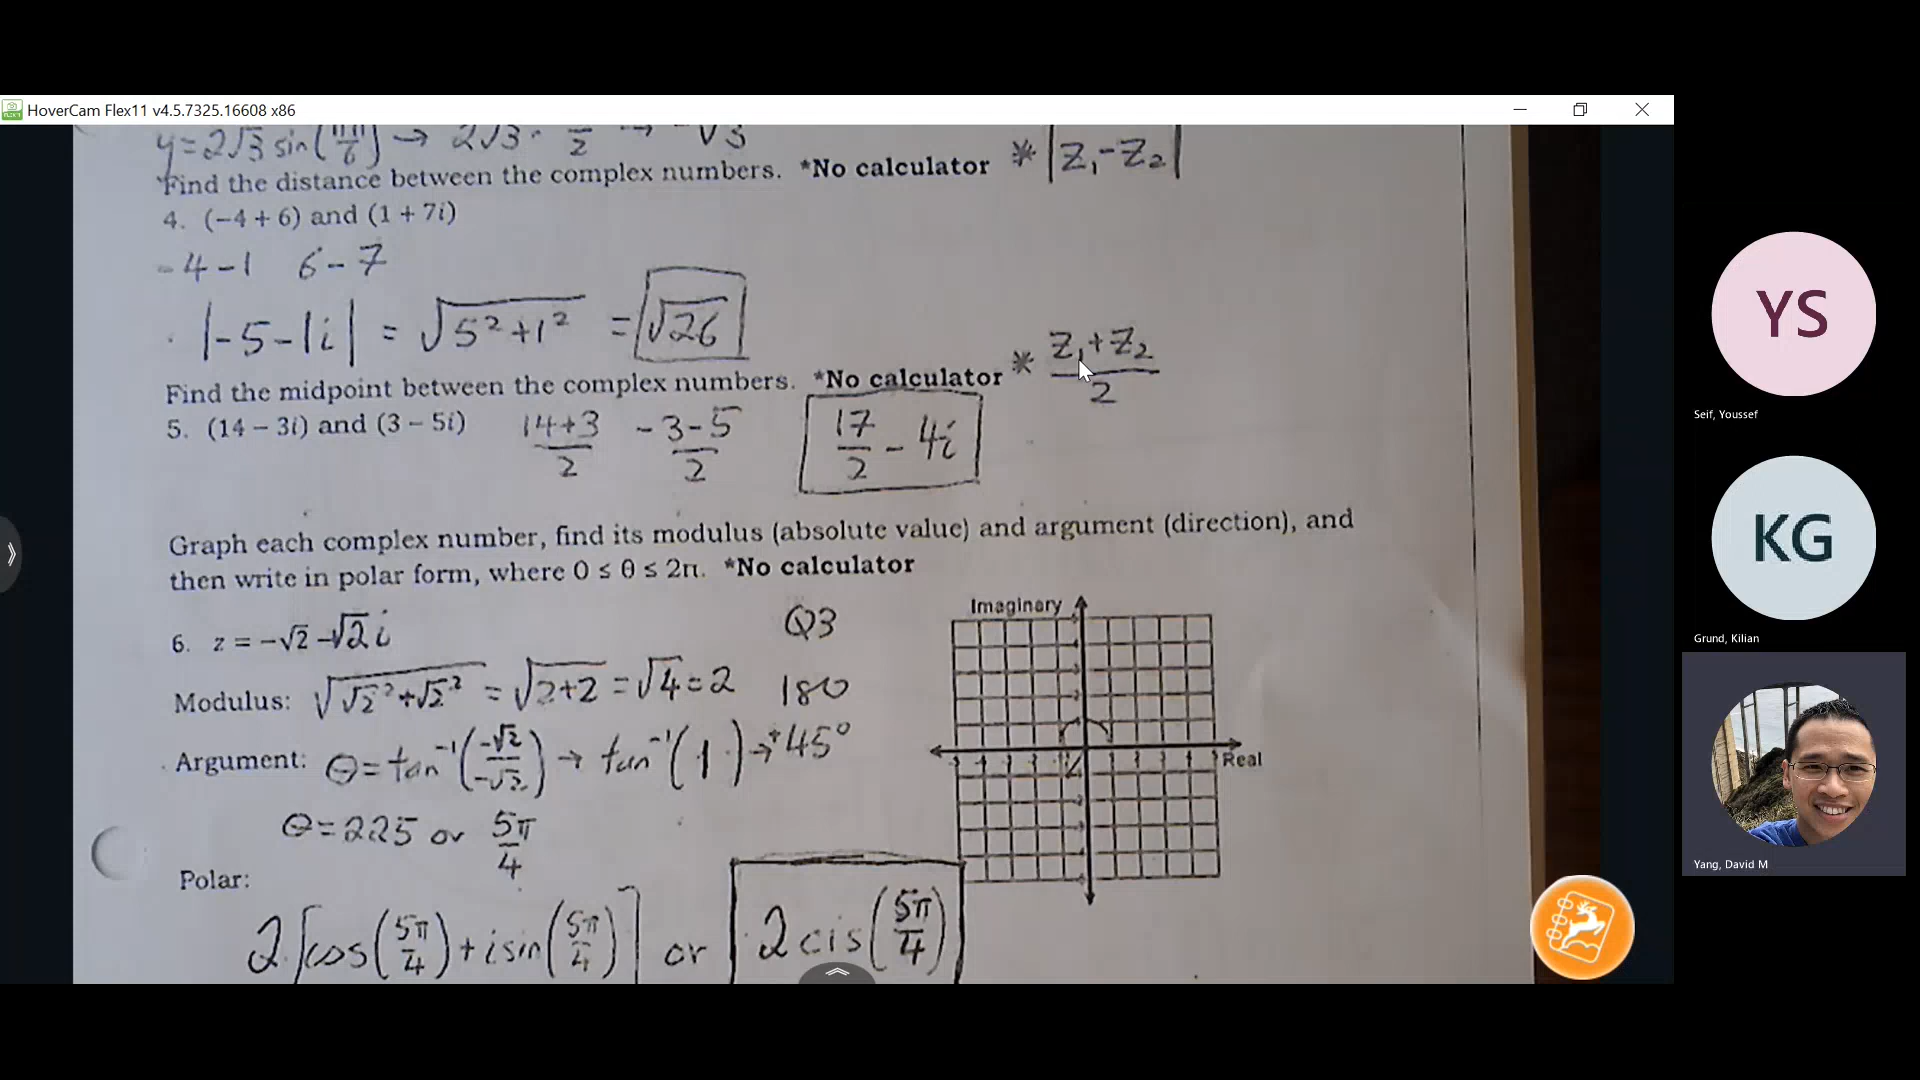 HoverCam Flex11 v4.5.7325.16608 x86
y=2√3 sin(11π/6) → 2√3 · → -√3
Find the distance between the complex numbers. *No calculator * |Z₁-Z₂|
4. (−4 + 6) and (1 + 7i)
-4-1 6-7
|-5-1i| = √5²+1² = √26
Find the midpoint between the complex numbers. *No calculator * Z₁+Z₂/2
5. (14 − 3i) and (3 − 5i) 14+3/2 -3-5/2 17/2 - 4i
Graph each complex number, find its modulus (absolute value) and argument (direction), and
then write in polar form, where 0 ≤ θ ≤ 2π. *No calculator
Imaginary
6. z = −√2 -√2i Q3
Modulus: √√2²+√2² = √2+2 = √4 = 2 180
Argument: θ=tan⁻¹(-√2/-√2) → tan⁻¹(1) → +45°
Real
θ=225 or 5π/4
Polar:
2[cos(5π/4)+isin(5π/4)] or 2cis(5π/4)
YS
Seif, Youssef
KG
Grund, Kilian
Yang, David M